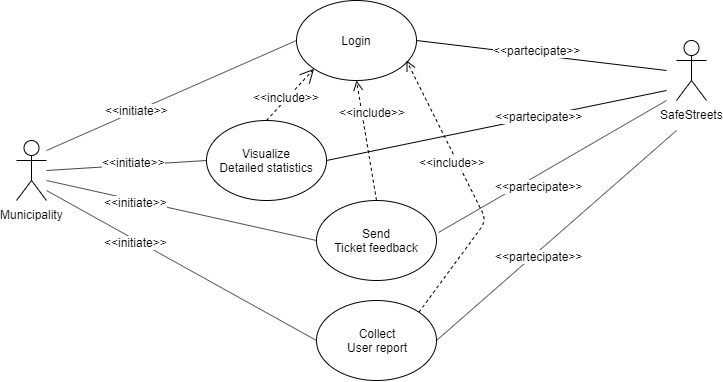 Login
<<partecipate>>
<<include>>
<<initiate>>
<<include>>
SafeStreets
<<partecipate>>
Visualize
Detailed statistics
<<initiate>>
<<include>>
<<partecipate>>
<<initiate>>
Municipality
Send
Ticket feedback
<<initiate>>
<<partecipate>>
Collect
User report